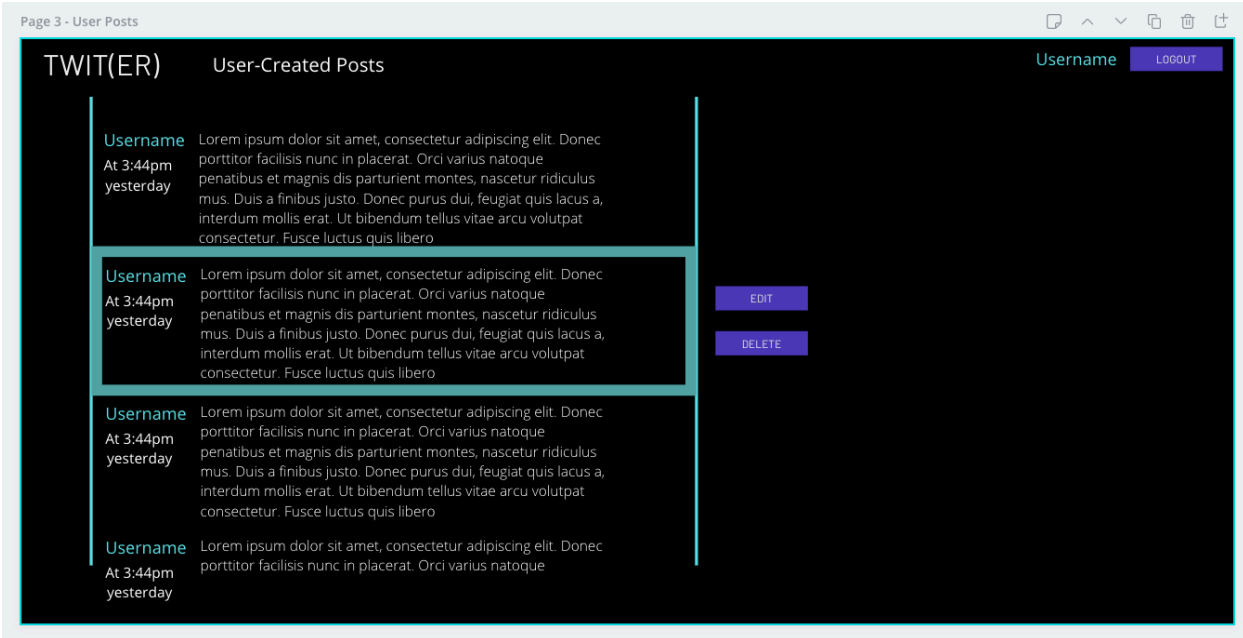 Page 3 - User Posts
TWIT(ER)
User-Created Posts
Username
LOGOUT
Username
At 3:44pm
yesterday
Lorem ipsum dolor sit amet, consectetur adipiscing elit. Donec
porttitor facilisis nunc in placerat. Orci varius natoque
penatibus et magnis dis parturient montes, nascetur ridiculus
mus. Duis a finibus justo. Donec purus dui, feugiat quis lacus a,
interdum mollis erat. Ut bibendum tellus vitae arcu volutpat
consectetur. Fusce luctus quis libero
Username
At 3:44pm
yesterday
Lorem ipsum dolor sit amet, consectetur adipiscing elit. Donec
porttitor facilisis nunc in placerat. Orci varius natoque
penatibus et magnis dis parturient montes, nascetur ridiculus
mus. Duis a finibus justo. Donec purus dui, feugiat quis lacus a,
interdum mollis erat. Ut bibendum tellus vitae arcu volutpat
consectetur. Fusce luctus quis libero
EDIT
DELETE
Username
At 3:44pm
yesterday
Lorem ipsum dolor sit amet, consectetur adipiscing elit. Donec
porttitor facilisis nunc in placerat. Orci varius natoque
penatibus et magnis dis parturient montes, nascetur ridiculus
mus. Duis a finibus justo. Donec purus dui, feugiat quis lacus a,
interdum mollis erat. Ut bibendum tellus vitae arcu volutpat
consectetur. Fusce luctus quis libero
Username
At 3:44pm
yesterday
Lorem ipsum dolor sit amet, consectetur adipiscing elit. Donec
porttitor facilisis nunc in placerat. Orci varius natoque